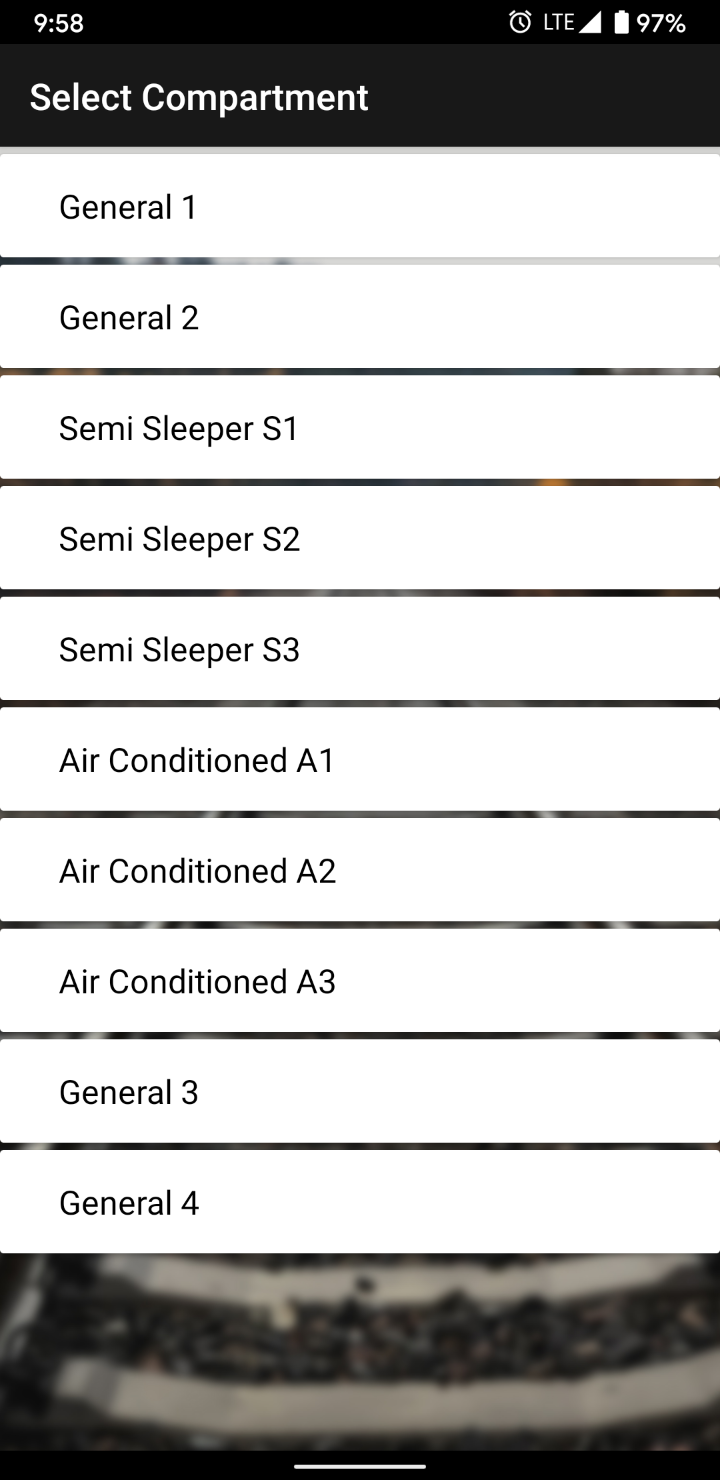 9:58 LTE 97%
Select Compartment
General 1
General 2
Semi Sleeper S1
Semi Sleeper S2
Semi Sleeper S3
Air Conditioned A1
Air Conditioned A2
Air Conditioned A3
General 3
General 4